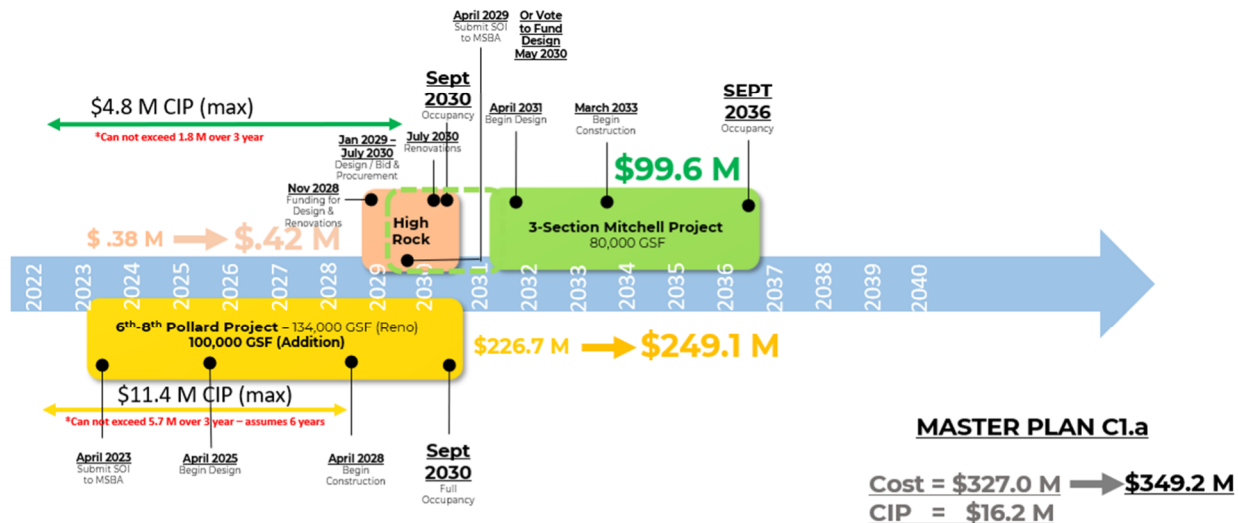 April 2029
Submit SOI
to MSBA
Or Vote
to Fund
Design
May 2030
$4.8 M CIP (max)
*Can not exceed 1.8 M over 3 year
Sept
2030
Occupancy
Jan 2029 –
July 2030
Design / Bid &
Procurement
July 2030
Renovations
April 2031
Begin Design
March 2033
Begin
Construction
SEPT
2036
Occupancy
Nov 2028
Funding for
Design &
Renovations
$99.6 M
High
Rock
3-Section Mitchell Project
80,000 GSF
$ .38 M
$.42 M
2022
2023
2024
2025
2026
2027
2028
2029
2030
2031
2032
2033
2034
2035
2036
2037
2038
2039
2040
6th-8th Pollard Project – 134,000 GSF (Reno)
100,000 GSF (Addition)
$226.7 M
$249.1 M
$11.4 M CIP (max)
*Can not exceed 5.7 M over 3 year – assumes 6 years
April 2023
Submit SOI
to MSBA
April 2025
Begin Design
April 2028
Begin
Construction
Sept
2030
Full
Occupancy
MASTER PLAN C1.a
Cost = $327.0 M
$349.2 M
CIP = $16.2 M